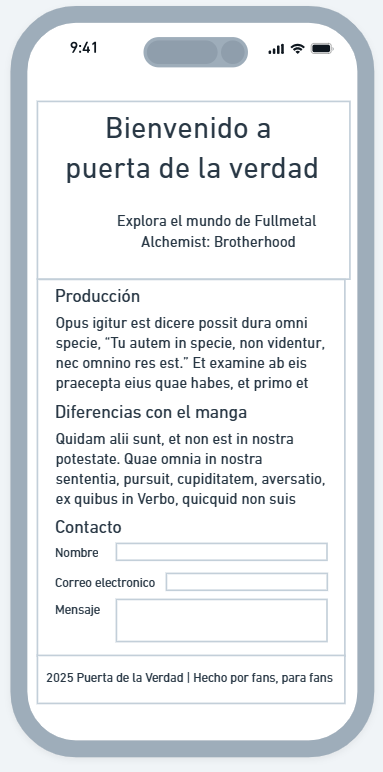 9:41
Bienvenido a
puerta de la verdad
Explora el mundo de Fullmetal
Alchemist: Brotherhood
Producción
Opus igitur est dicere possit dura omni
specie, “Tu autem in specie, non videntur,
nec omnino res est.” Et examine ab eis
praecepta eius quae habes, et primo et
Diferencias con el manga
Quidam alii sunt, et non est in nostra
potestate. Quae omnia in nostra
sententia, pursuit, cupiditatem, aversatio,
ex quibus in Verbo, quicquid non suis
Contacto
Nombre
Correo electronico
Mensaje
2025 Puerta de la Verdad | Hecho por fans, para fans